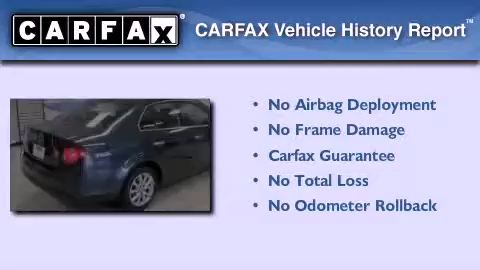 CARFAX®
CARFAX Vehicle History Report™
• No Airbag Deployment
• No Frame Damage
• Carfax Guarantee
• No Total Loss
• No Odometer Rollback